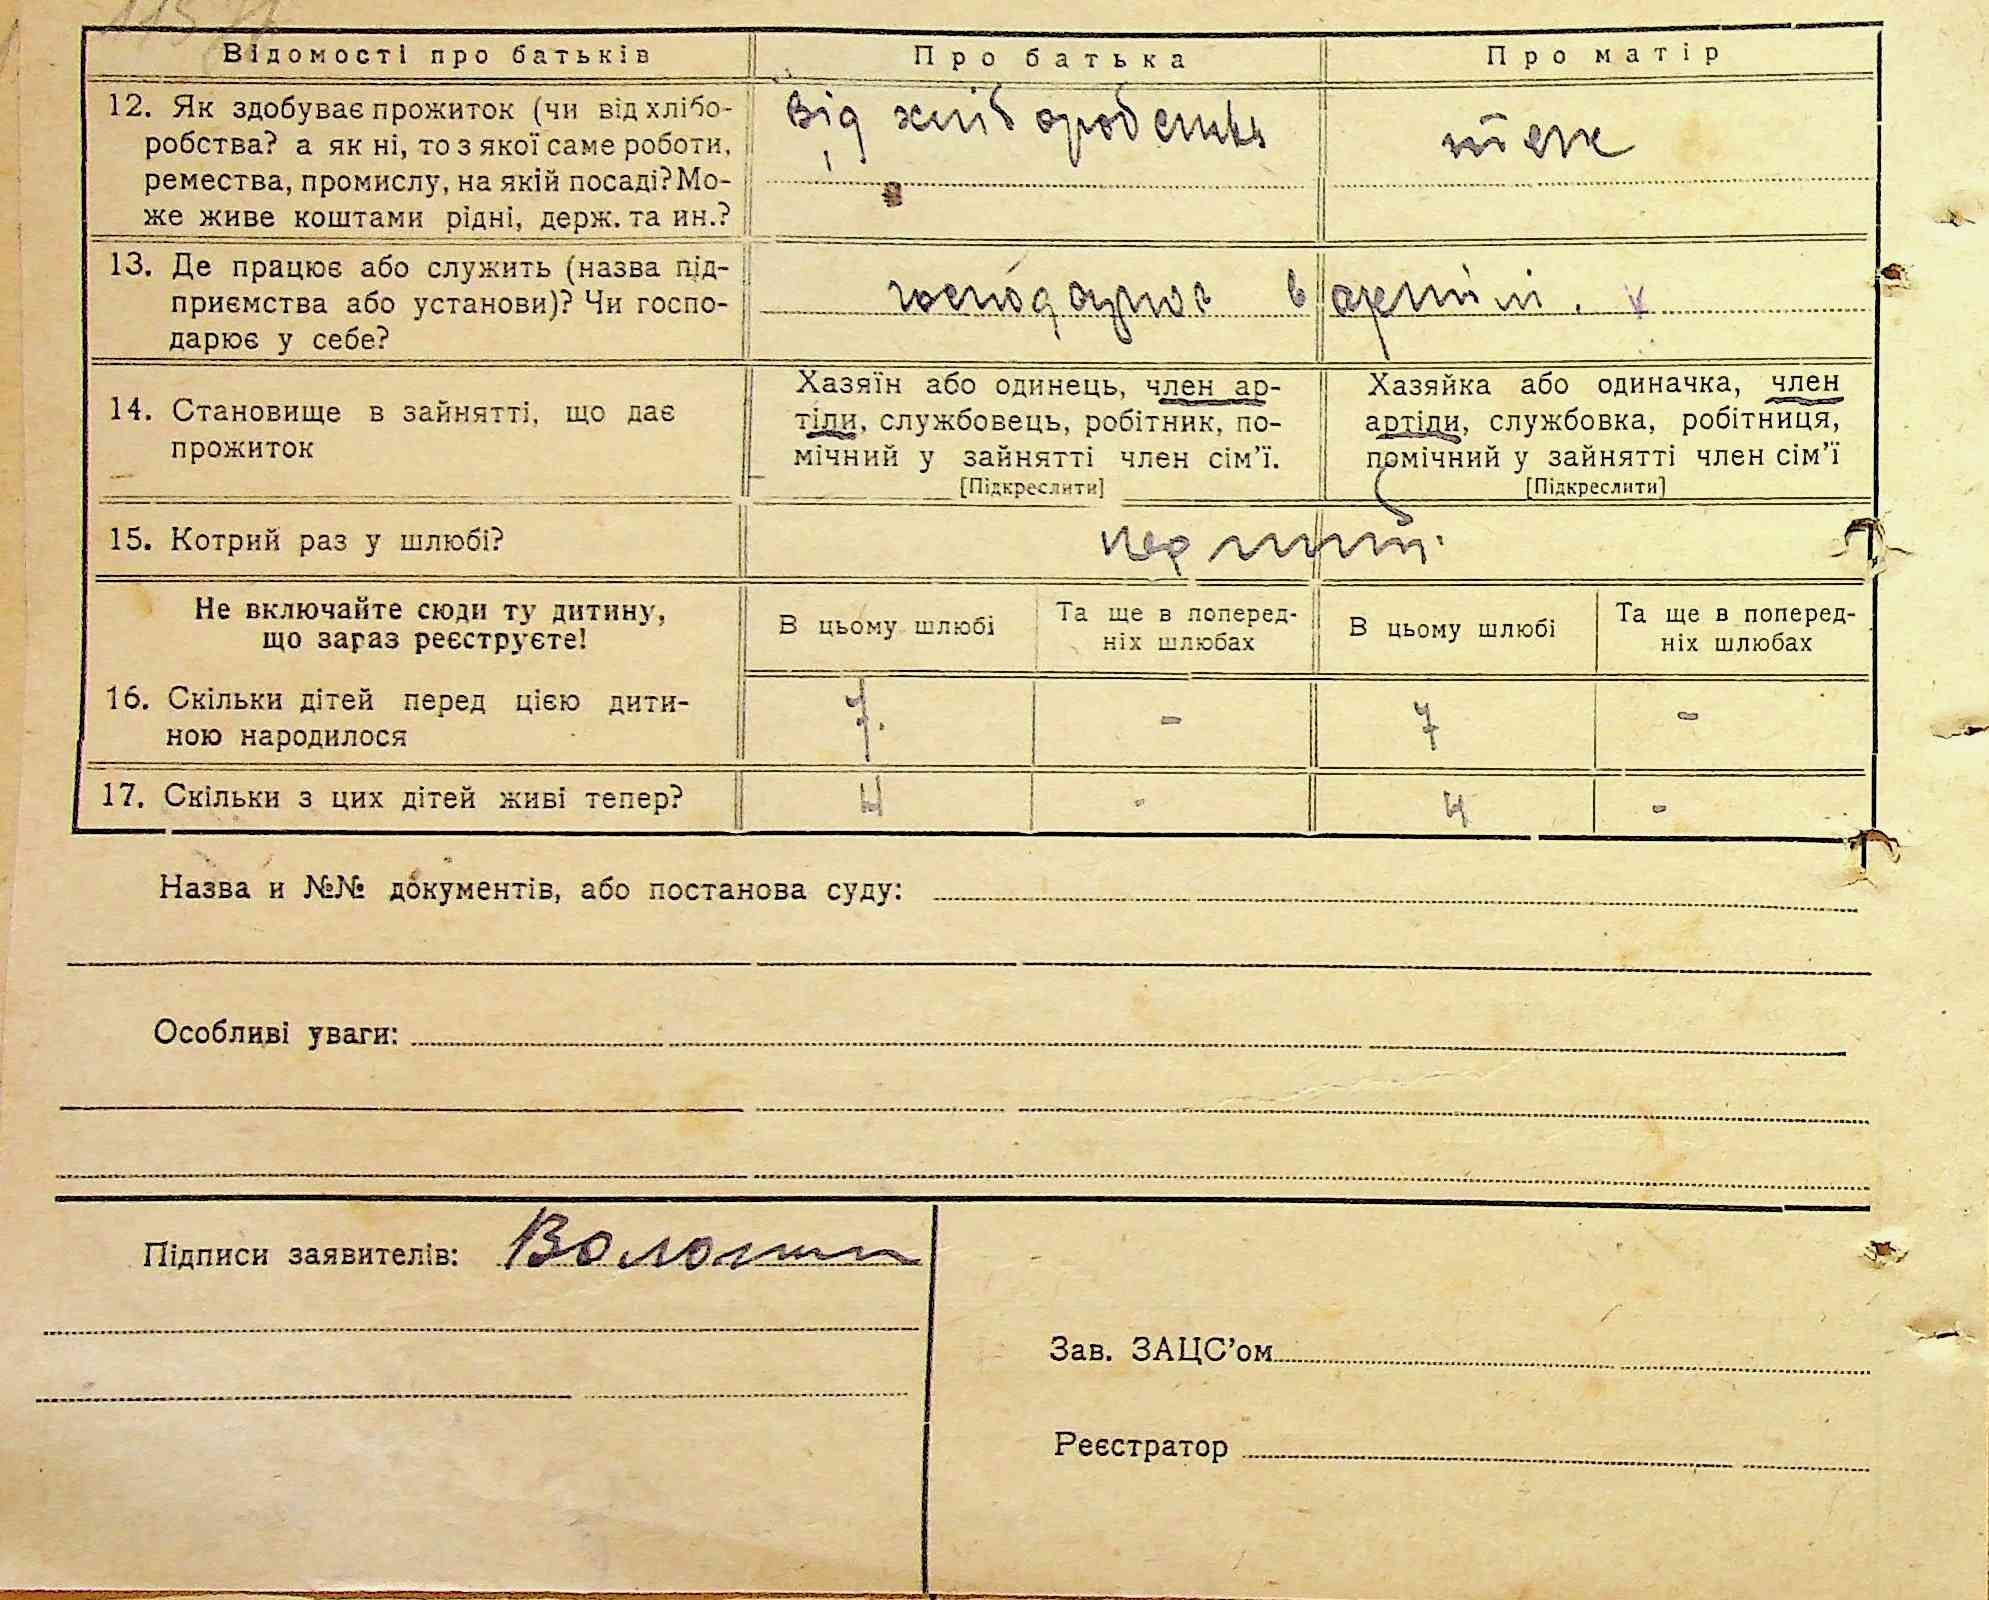 Відомості про батьків
Про батька
Про матір
12. Як здобуває прожиток (чи від хлібо-
робства? а як ні, то з якої саме роботи,
ремества, промислу, на якій посаді? Мо-
же живе коштами рідні, держ. та ин.?
від хліборобства
теж
13. Де працює або служить (назва під-
приємства або установи)? Чи госпо-
дарює у себе?
господарює в артілі.
14. Становище в зайнятті, що дає
прожиток
Хазяїн або одинець, член ар-
тіли, службовець, робітник, по-
мічний у зайнятті член сім’ї.
[Підкреслити]
Хазяйка або одиначка, член
артіли, службовка, робітниця,
помічний у зайнятті член сім’ї
[Підкреслити]
15. Котрий раз у шлюбі?
перший.
Не включайте сюди ту дитину,
що зараз реєструєте!
В цьому шлюбі
Та ще в поперед-
ніх шлюбах
В цьому шлюбі
Та ще в поперед-
ніх шлюбах
16. Скільки дітей перед цією дити-
ною народилося
7. - 7 -
17. Скільки з цих дітей живі тепер?
4 - 4 -
Назва и №№ документів, або постанова суду:
Особливі уваги:
Підписи заявителів: Волошин
Зав. ЗАЦС’ом
Реєстратор